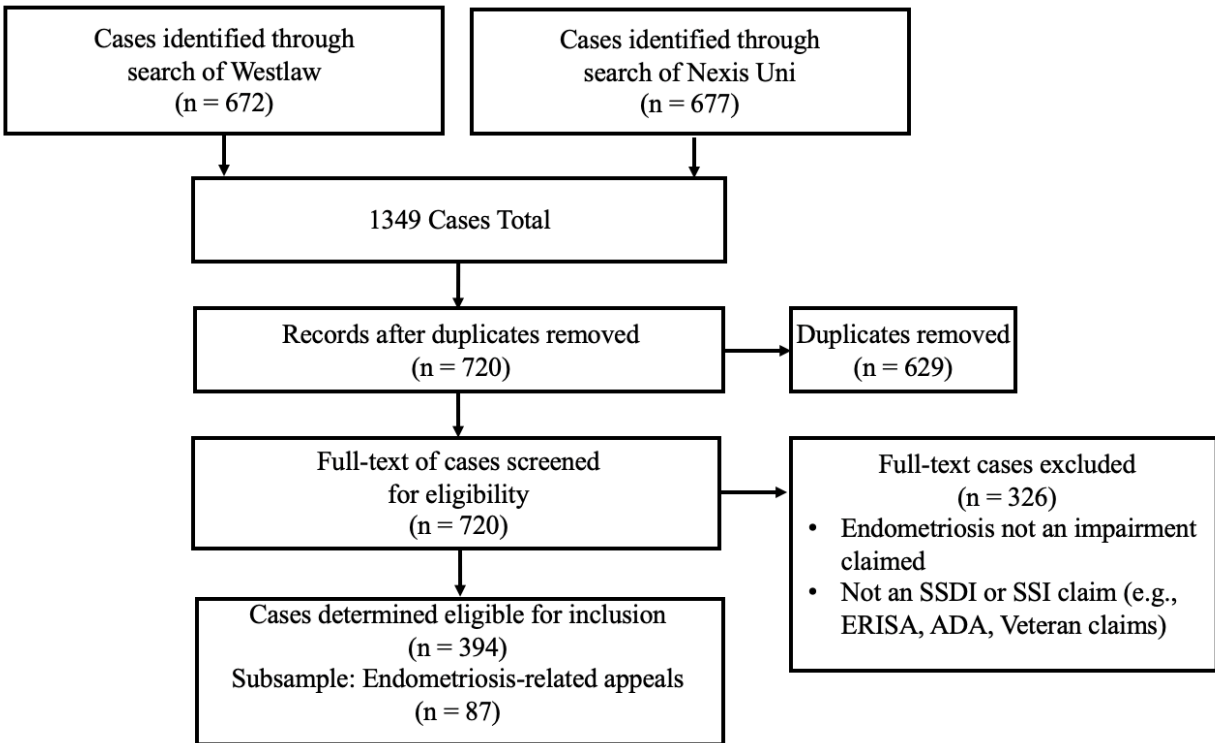 Cases identified through
search of Westlaw
(n = 672)
Cases identified through
search of Nexis Uni
(n = 677)
1349 Cases Total
Records after duplicates removed
(n = 720)
Duplicates removed
(n = 629)
Full-text of cases screened
for eligibility
(n = 720)
Full-text cases excluded
(n = 326)
• Endometriosis not an impairment
claimed
• Not an SSDI or SSI claim (e.g.,
ERISA, ADA, Veteran claims)
Cases determined eligible for inclusion
(n = 394)
Subsample: Endometriosis-related appeals
(n = 87)